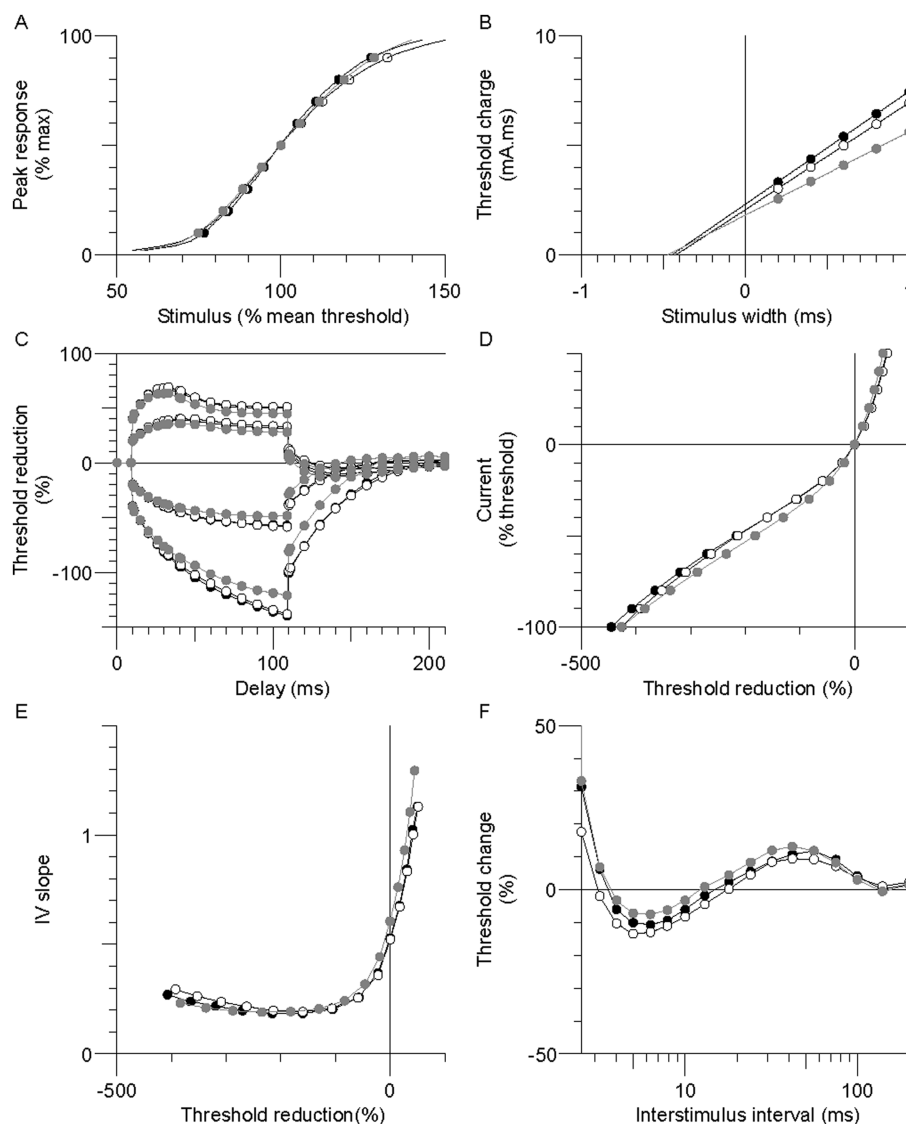 A
100
Peak response
(% max)
0
50
100
150
Stimulus (% mean threshold)
B
10
Threshold charge
(mA.ms)
0
-1
0
1
Stimulus width (ms)
C
100
Threshold reduction
(%)
0
-100
0
100
200
Delay (ms)
D
Current
(% threshold)
0
-100
-500
0
Threshold reduction (%)
E
IV slope
1
0
-500
0
Threshold reduction(%)
F
50
Threshold change
(%)
0
-50
10
100
Interstimulus interval (ms)